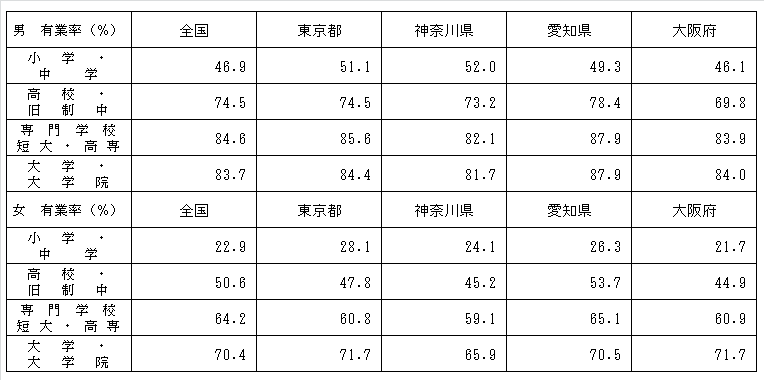 男 有業率(%) 全国 東京都 神奈川県 愛知県 大阪府
小学・
中学 46.9 51.1 52.0 49.3 46.1
高校・
旧制中 74.5 74.5 73.2 78.4 69.8
専門学校
短大・高専 84.6 85.6 82.1 87.9 83.9
大学・
大学院 83.7 84.4 81.7 87.9 84.0
女 有業率(%) 全国 東京都 神奈川県 愛知県 大阪府
小学・
中学 22.9 28.1 24.1 26.3 21.7
高校・
旧制中 50.6 47.8 45.2 53.7 44.9
専門学校
短大・高専 64.2 60.8 59.1 65.1 60.9
大学・
大学院 70.4 71.7 65.9 70.5 71.7